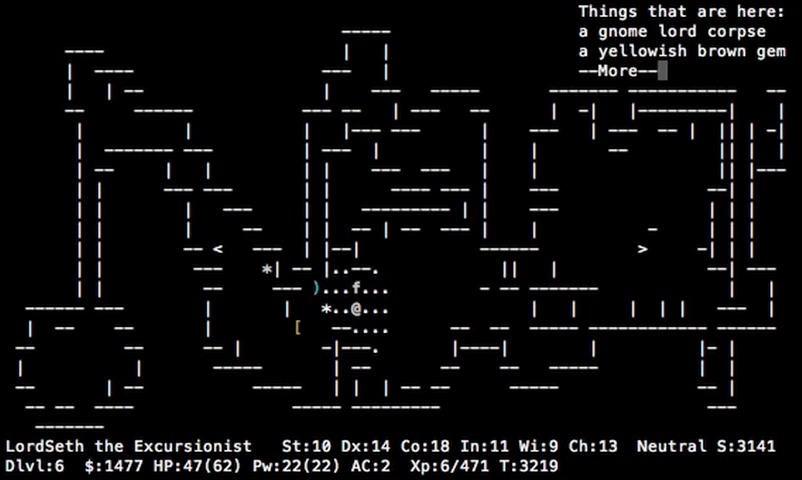 Things that are here:
a gnome lord corpse
a yellowish brown gem
--More--
LordSeth the Excursionist St:10 Dx:14 Co:18 In:11 Wi:9 Ch:13 Neutral S:3141
Dlvl:6 $:1477 HP:47(62) Pw:22(22) AC:2 Xp:6/471 T:3219